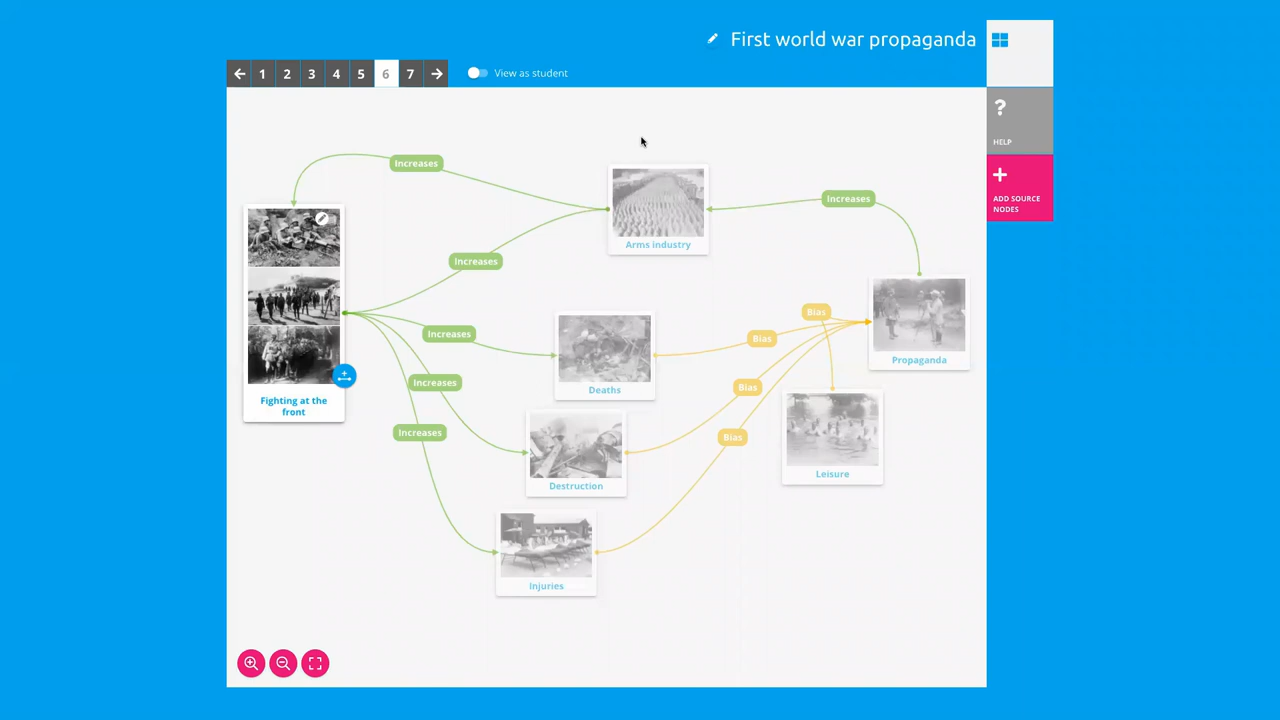 First world war propaganda
1 2 3 4 5 6 7
View as student
?
HELP
ADD SOURCE
NODES
Increases
Increases
Arms industry
Increases
Increases
Bias
Bias
Propaganda
Deaths
Increases
Bias
Fighting at the
front
Increases
Bias
Leisure
Destruction
Injuries